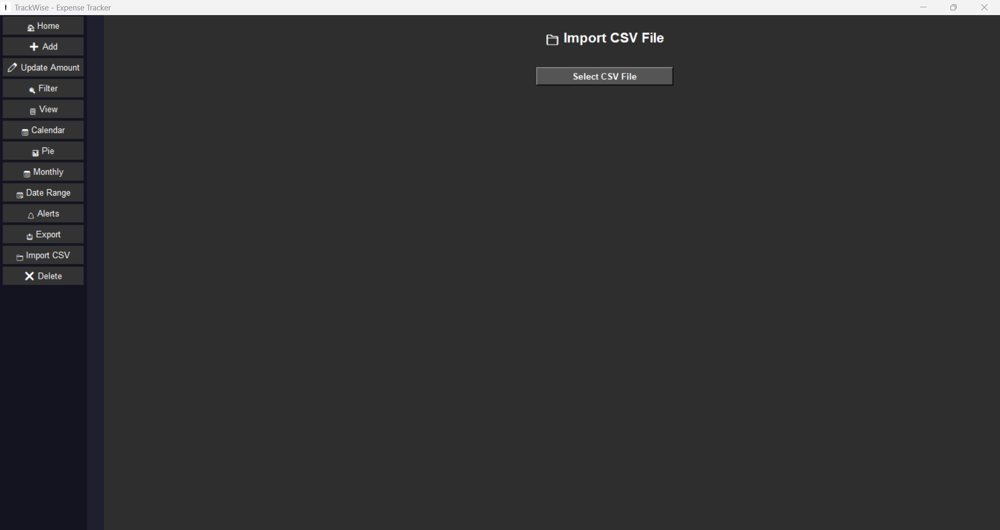 TrackWise - Expense Tracker
Home
Add
Update Amount
Filter
View
Calendar
Pie
Monthly
Date Range
Alerts
Export
Import CSV
Delete
Import CSV File
Select CSV File